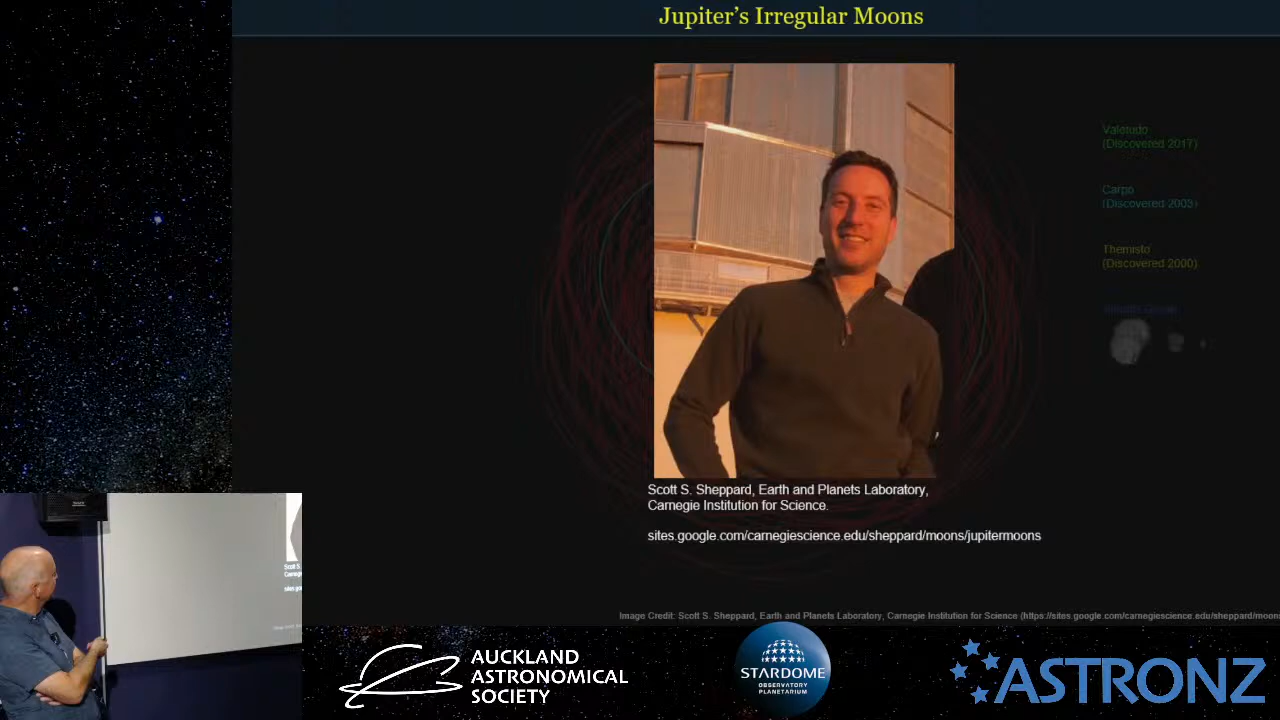 Jupiter’s Irregular Moons
Valetudo
(Discovered 2017)
Carpo
(Discovered 2003)
Themisto
(Discovered 2000)
Scott S. Sheppard, Earth and Planets Laboratory,
Carnegie Institution for Science.
sites.google.com/carnegiescience.edu/sheppard/moons/jupitermoons
Image Credit: Scott S. Sheppard, Earth and Planets Laboratory, Carnegie Institution for Science (https://sites.google.com/carnegiescience.edu/sheppard/moons
AUCKLAND
ASTRONOMICAL
SOCIETY
STARDOME
OBSERVATORY
PLANETARIUM
ASTRONZ